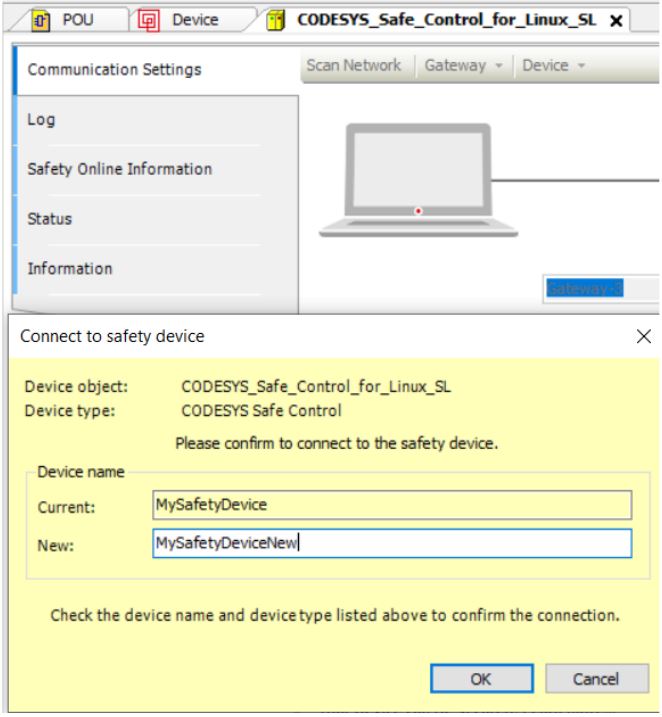 POU Device CODESYS_Safe_Control_for_Linux_SL
Communication Settings Scan Network Gateway Device
Log
Safety Online Information
Status
Information
Gateway-3
Connect to safety device
Device object: CODESYS_Safe_Control_for_Linux_SL
Device type: CODESYS Safe Control
Please confirm to connect to the safety device.
Device name
Current: MySafetyDevice
New: MySafetyDeviceNew
Check the device name and device type listed above to confirm the connection.
OK Cancel